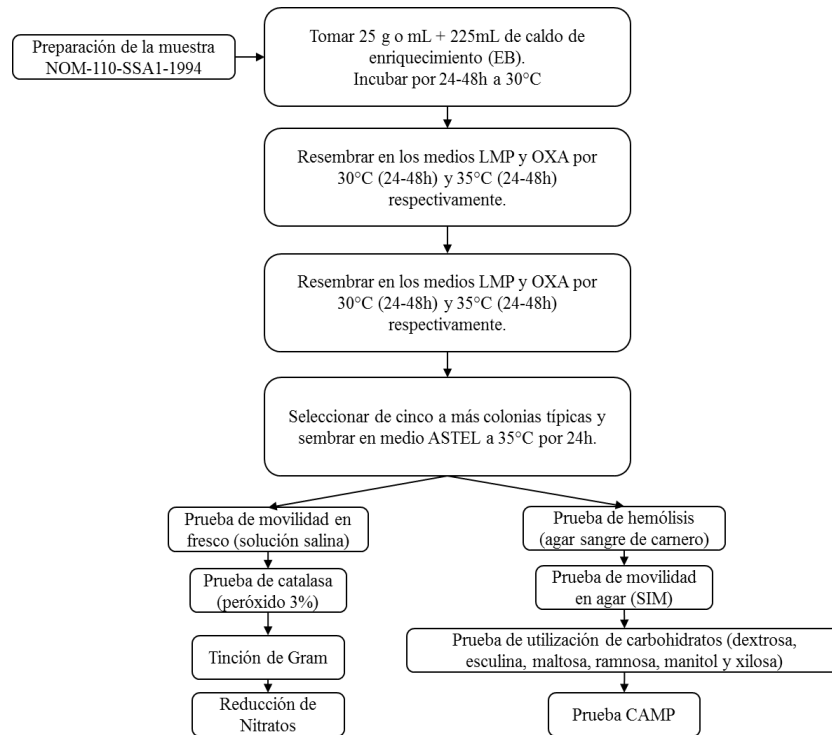 Preparación de la muestra
NOM-110-SSA1-1994
Tomar 25 g o mL + 225mL de caldo de
enriquecimiento (EB).
Incubar por 24-48h a 30°C
Resembrar en los medios LMP y OXA por
30°C (24-48h) y 35°C (24-48h)
respectivamente.
Resembrar en los medios LMP y OXA por
30°C (24-48h) y 35°C (24-48h)
respectivamente.
Seleccionar de cinco a más colonias típicas y
sembrar en medio ASTEL a 35°C por 24h.
Prueba de movilidad en
fresco (solución salina)
Prueba de catalasa
(peróxido 3%)
Tinción de Gram
Reducción de
Nitratos
Prueba de hemólisis
(agar sangre de carnero)
Prueba de movilidad
en agar (SIM)
Prueba de utilización de carbohidratos (dextrosa,
esculina, maltosa, ramnosa, manitol y xilosa)
Prueba CAMP